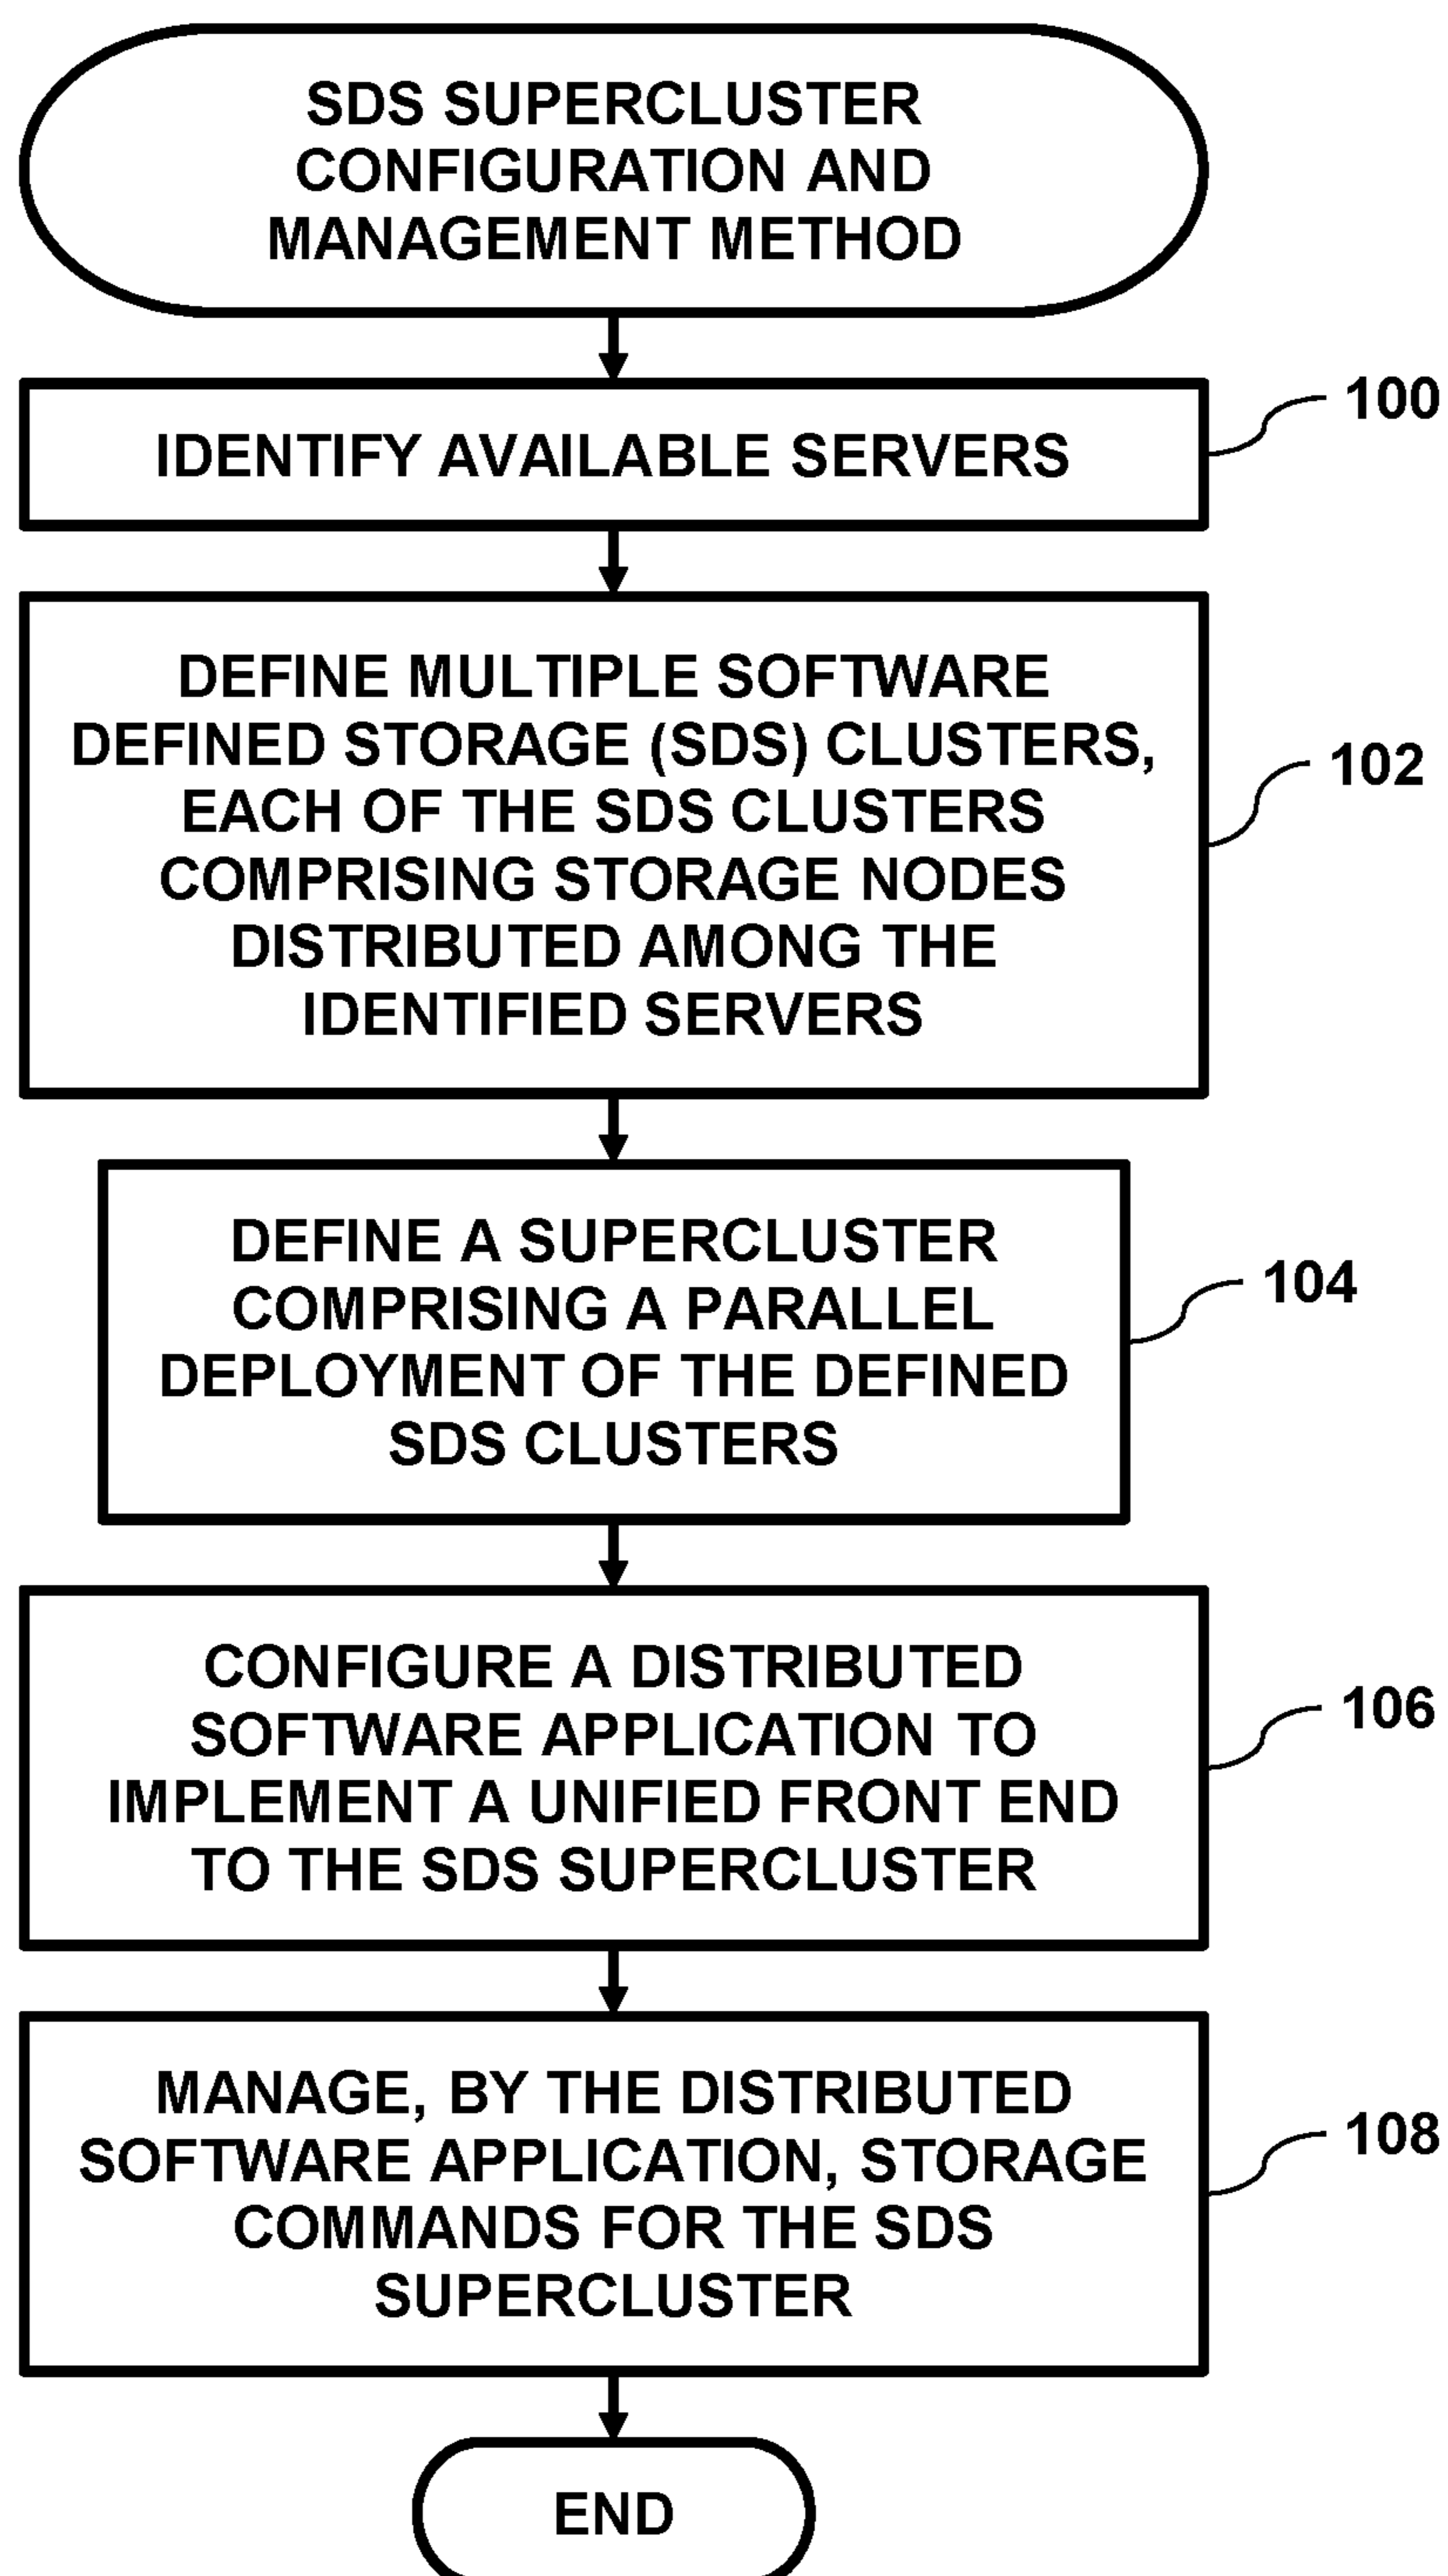 SDS SUPERCLUSTER
CONFIGURATION AND
MANAGEMENT METHOD
IDENTIFY AVAILABLE SERVERS
100
DEFINE MULTIPLE SOFTWARE
DEFINED STORAGE (SDS) CLUSTERS,
EACH OF THE SDS CLUSTERS
COMPRISING STORAGE NODES
DISTRIBUTED AMONG THE
IDENTIFIED SERVERS
102
DEFINE A SUPERCLUSTER
COMPRISING A PARALLEL
DEPLOYMENT OF THE DEFINED
SDS CLUSTERS
104
CONFIGURE A DISTRIBUTED
SOFTWARE APPLICATION TO
IMPLEMENT A UNIFIED FRONT END
TO THE SDS SUPERCLUSTER
106
MANAGE, BY THE DISTRIBUTED
SOFTWARE APPLICATION, STORAGE
COMMANDS FOR THE SDS
SUPERCLUSTER
108
END